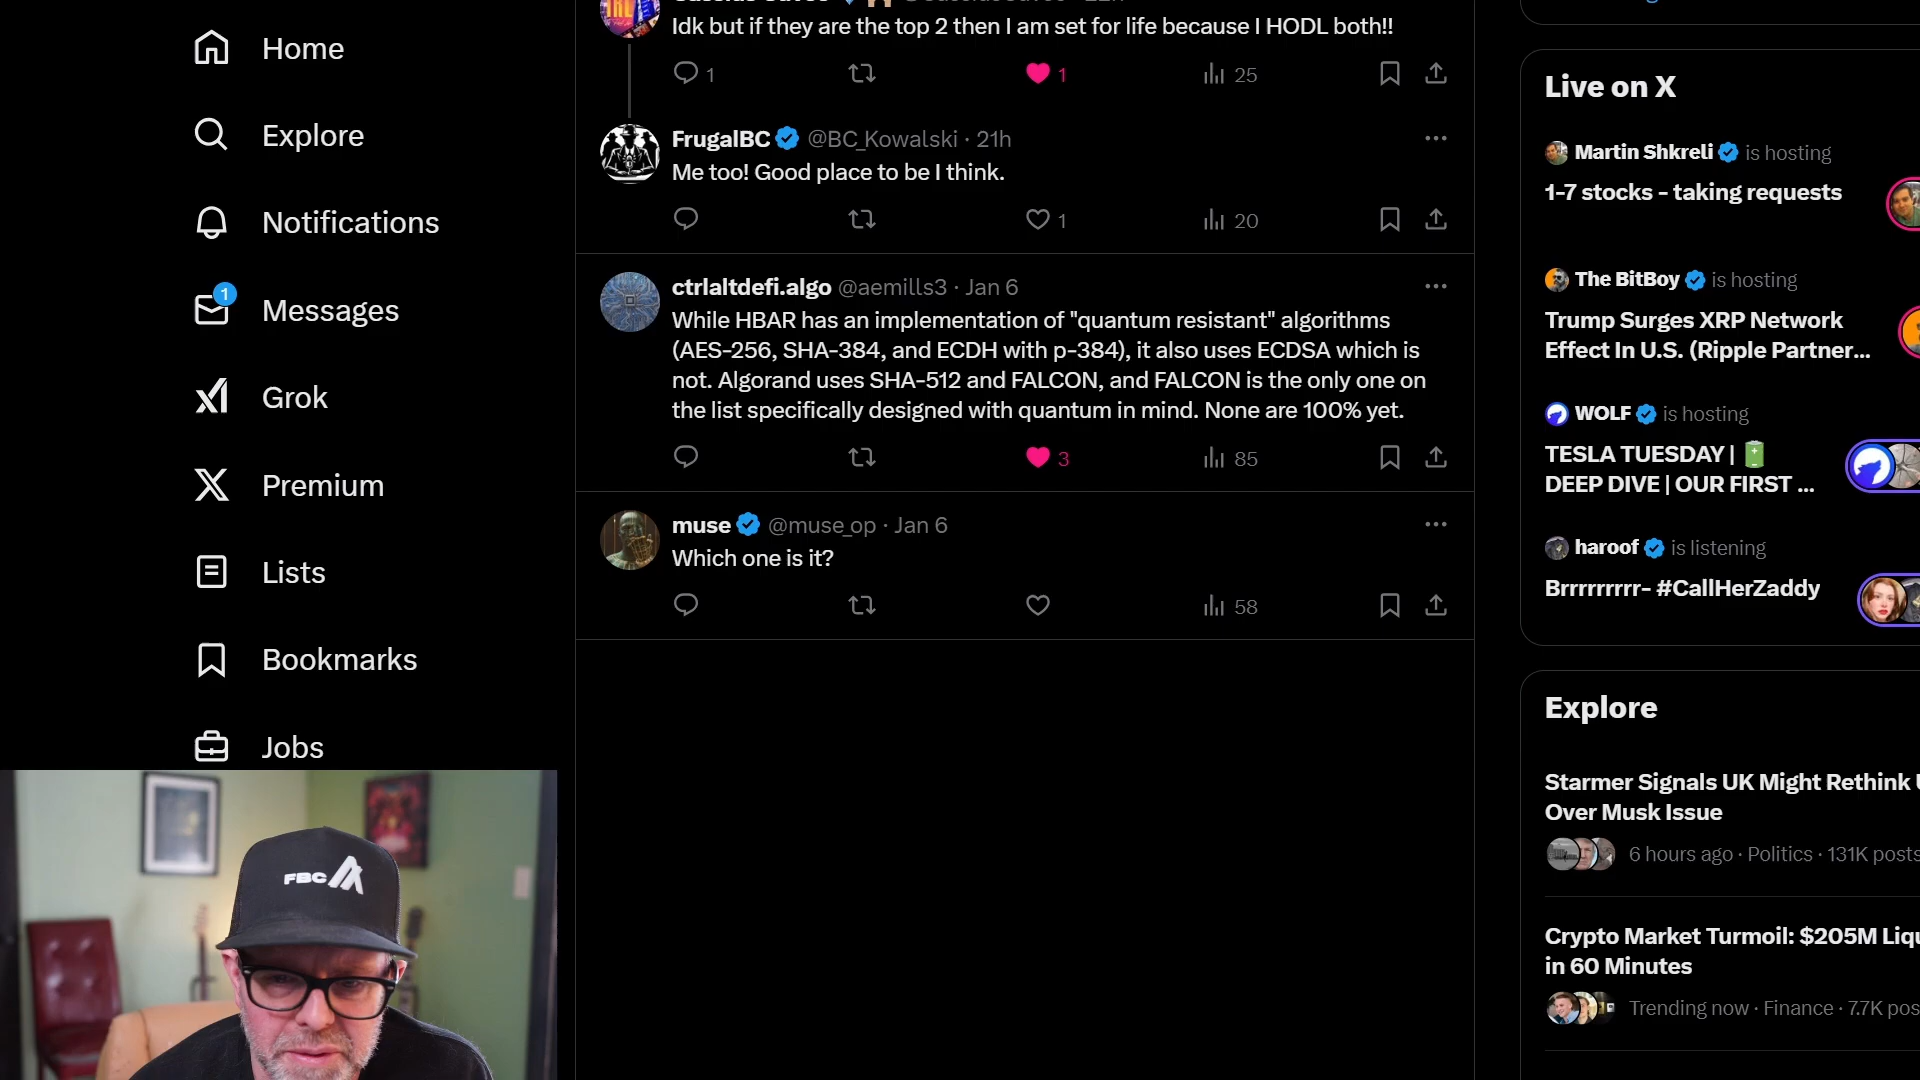 Home
Explore
Notifications
1
Messages
Grok
Premium
Lists
Bookmarks
Jobs
FBC
Idk but if they are the top 2 then I am set for life because I HODL both!!
1
1
25
FrugalBC @BC_Kowalski · 21h
Me too! Good place to be I think.
1
20
ctrlaltdefi.algo @aemills3 · Jan 6
While HBAR has an implementation of "quantum resistant" algorithms
(AES-256, SHA-384, and ECDH with p-384), it also uses ECDSA which is
not. Algorand uses SHA-512 and FALCON, and FALCON is the only one on
the list specifically designed with quantum in mind. None are 100% yet.
3
85
muse @muse_op · Jan 6
Which one is it?
58
Live on X
Martin Shkreli is hosting
1-7 stocks - taking requests
The BitBoy is hosting
Trump Surges XRP Network
Effect In U.S. (Ripple Partner...
WOLF is hosting
TESLA TUESDAY |
DEEP DIVE | OUR FIRST ...
haroof is listening
Brrrrrrrrr- #CallHerZaddy
Explore
Starmer Signals UK Might Rethink
Over Musk Issue
6 hours ago · Politics · 131K posts
Crypto Market Turmoil: $205M
in 60 Minutes
Trending now · Finance · 7.7K